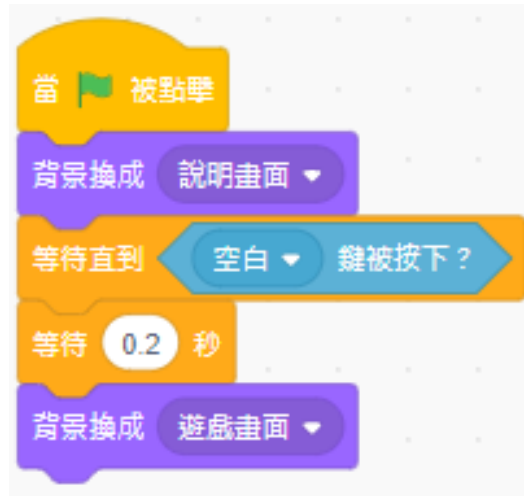 當 被點擊
背景換成 說明畫面
等待直到 空白 鍵被按下？
等待 0.2 秒
背景換成 遊戲畫面